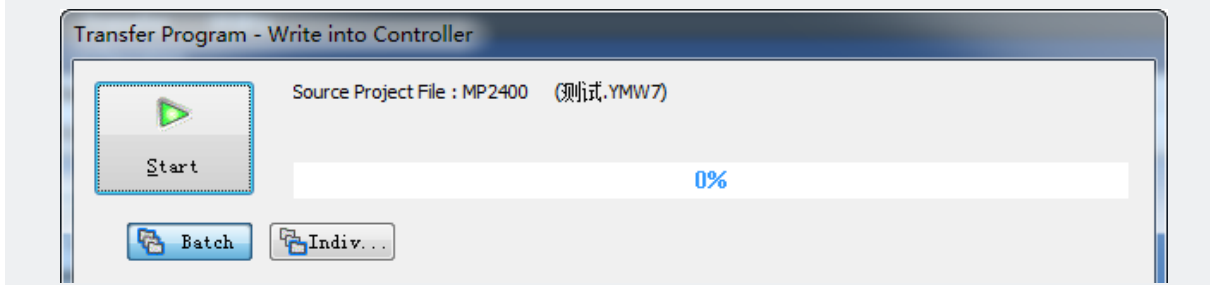 Transfer Program - Write into Controller
Source Project File : MP2400 (测试.YMW7)
Start
0%
Batch
Indiv...